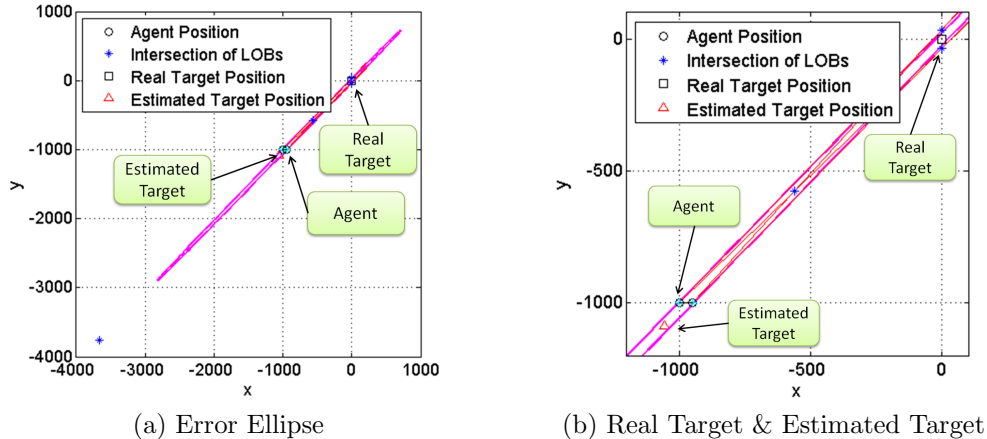 1000
0
-1000
-2000
-3000
-4000
y
Agent Position
Intersection of LOBs
Real Target Position
Estimated Target Position
Estimated
Target
Real
Target
Agent
-4000
-3000
-2000
-1000
0
1000
x
(a) Error Ellipse
0
-500
-1000
y
Agent Position
Intersection of LOBs
Real Target Position
Estimated Target Position
Real
Target
Agent
Estimated
Target
-1000
-500
0
x
(b) Real Target & Estimated Target